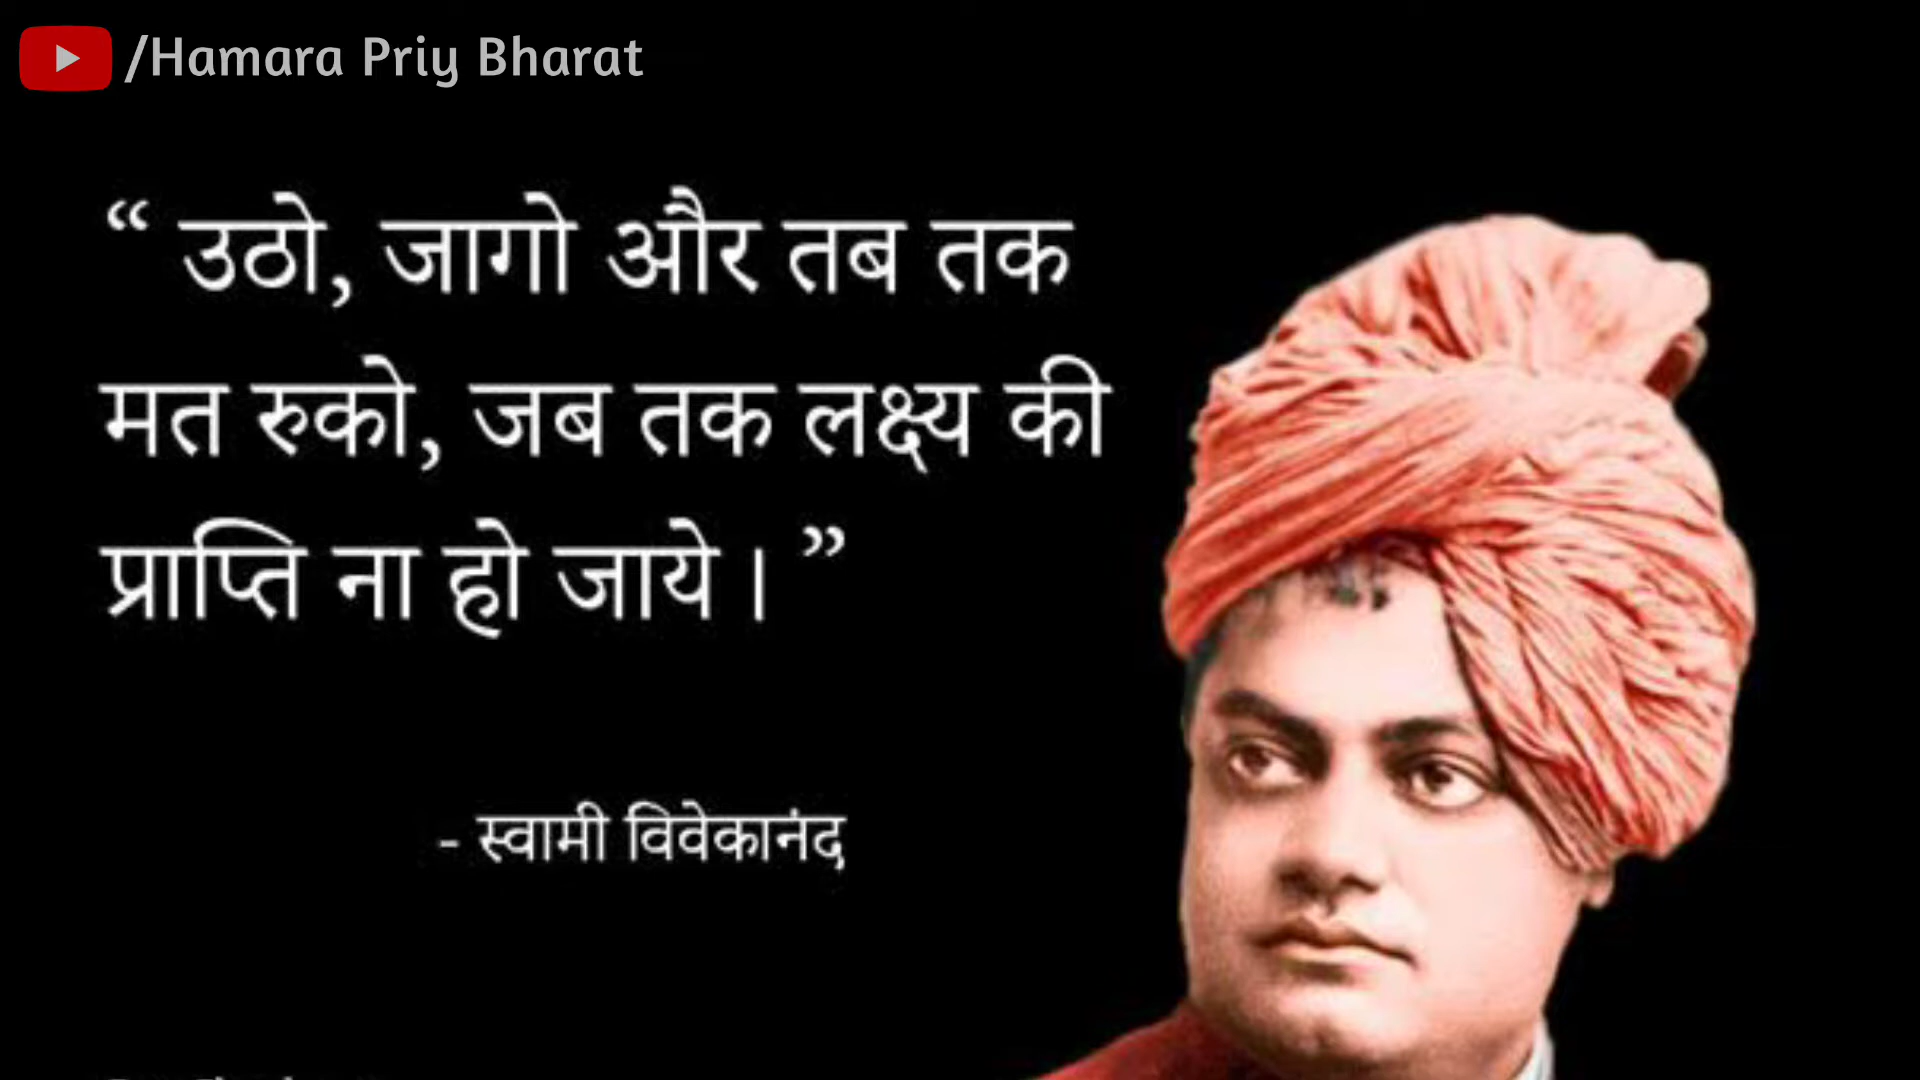 /Hamara Priy Bharat
“ उठो, जागो और तब तक
मत रुको, जब तक लक्ष्य की
प्राप्ति ना हो जाये । ”
- स्वामी विवेकानंद